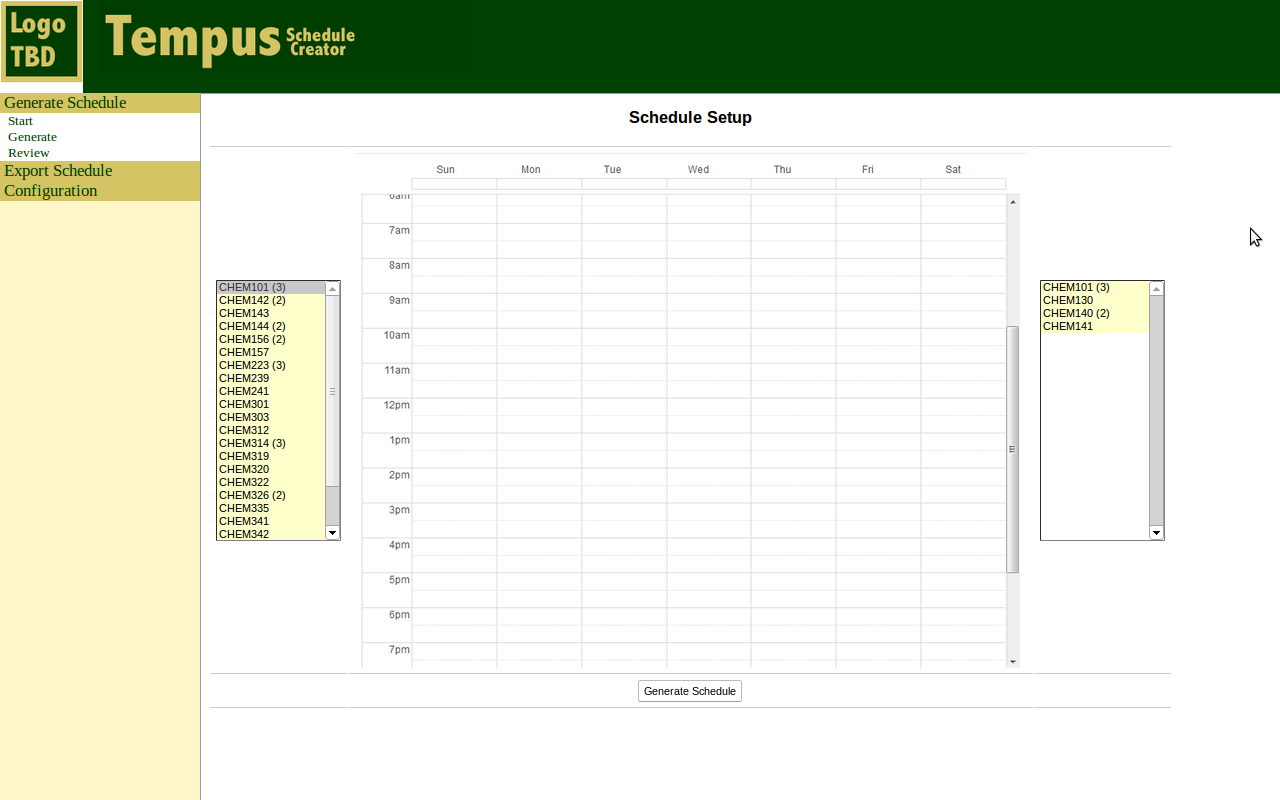 Logo
TBD
Tempus Schedule Creator
Generate Schedule
Start
Generate
Review
Export Schedule
Configuration
Schedule Setup
Sun Mon Tue Wed Thu Fri Sat
6am
7am
8am
9am
10am
11am
12pm
1pm
2pm
3pm
4pm
5pm
6pm
7pm
CHEM101 (3)
CHEM142 (2)
CHEM143
CHEM144 (2)
CHEM156 (2)
CHEM157
CHEM223 (3)
CHEM239
CHEM241
CHEM301
CHEM303
CHEM312
CHEM314 (3)
CHEM319
CHEM320
CHEM322
CHEM326 (2)
CHEM335
CHEM341
CHEM342
CHEM101 (3)
CHEM130
CHEM140 (2)
CHEM141
Generate Schedule